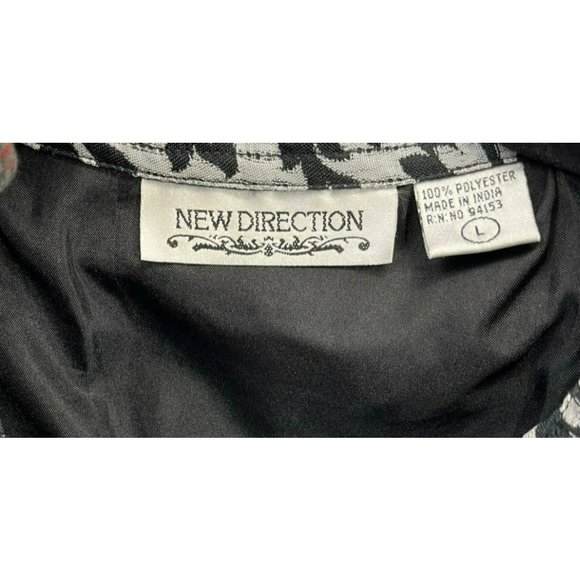 NEW DIRECTION
100% POLYESTER
MADE IN INDIA
R:N:NO 94153
L